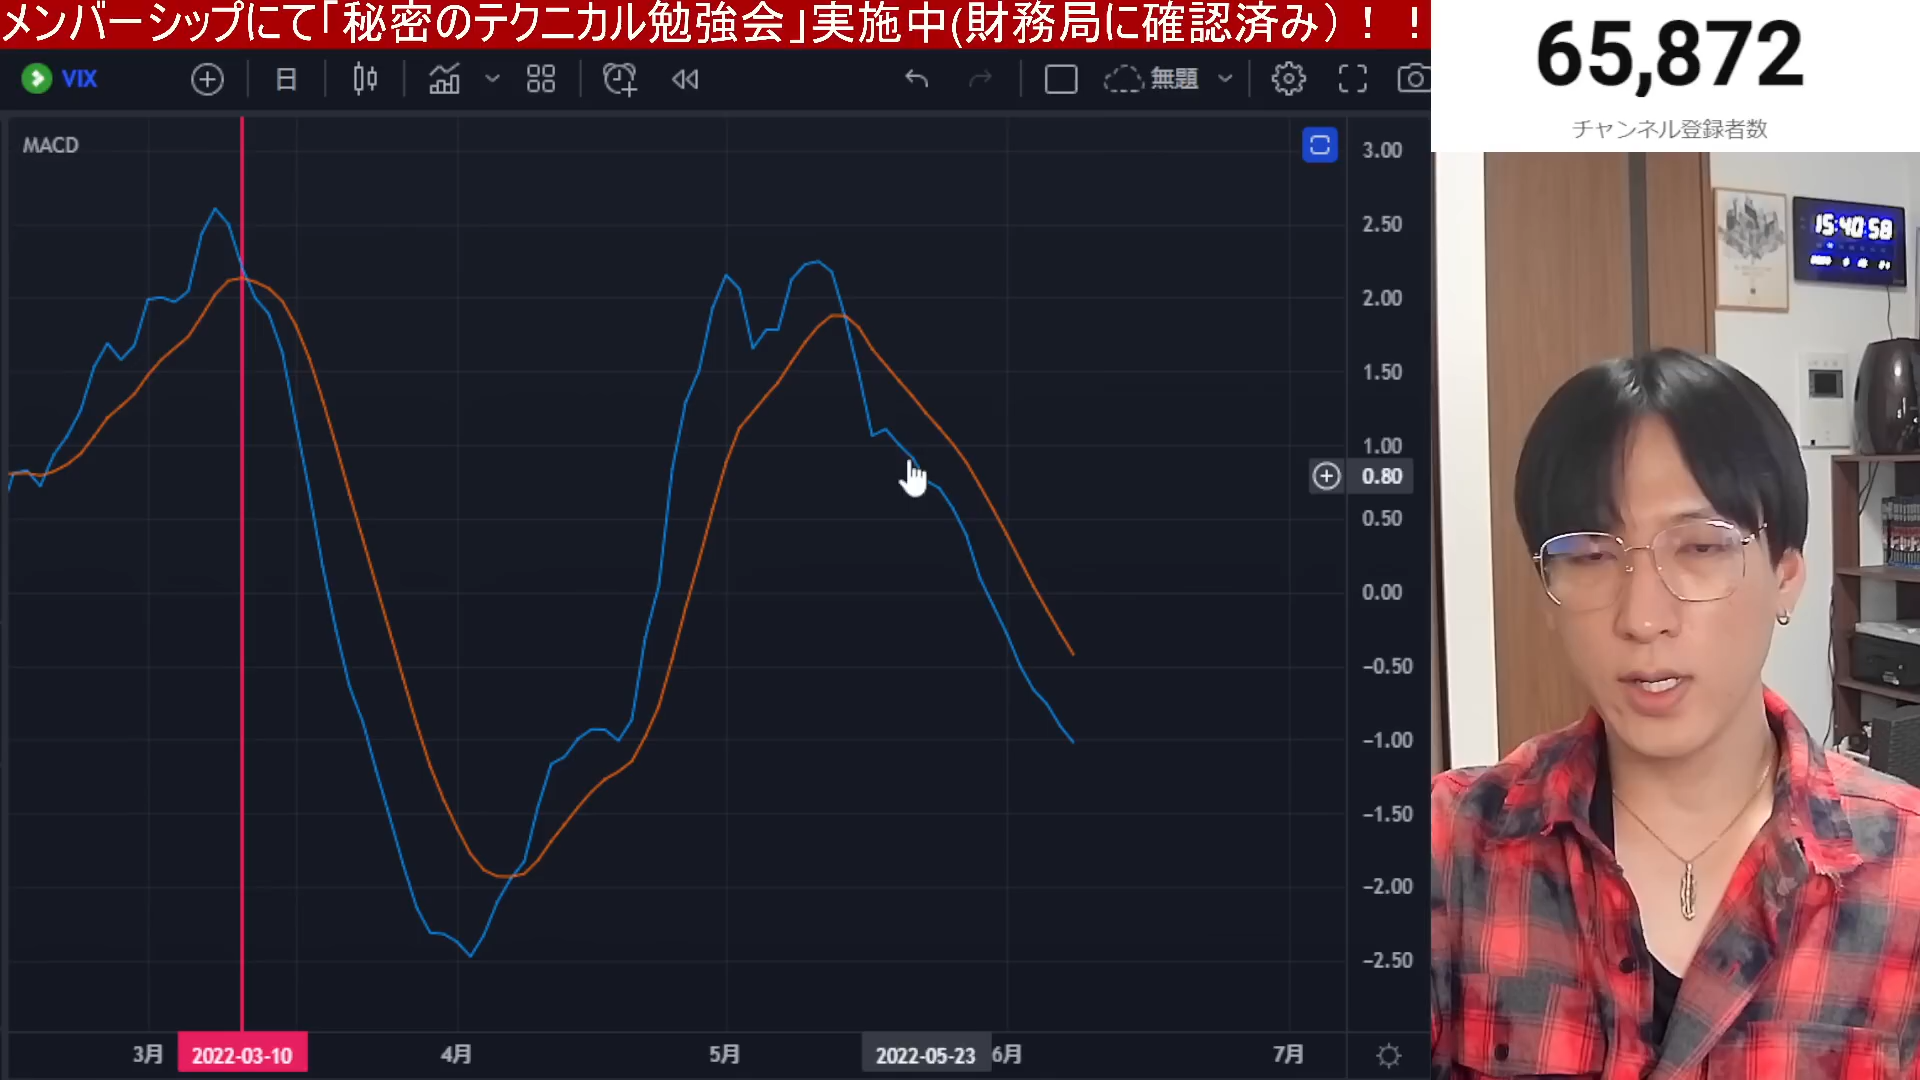 メンバーシップにて「秘密のテクニカル勉強会」実施中(財務局に確認済み）！！
65,872
チャンネル登録者数
VIX
日
無題
MACD
3.00
2.50
2.00
1.50
1.00
0.80
0.50
0.00
−0.50
−1.00
−1.50
−2.00
−2.50
15:40:58
3月
2022-03-10
4月
5月
2022-05-23
6月
7月